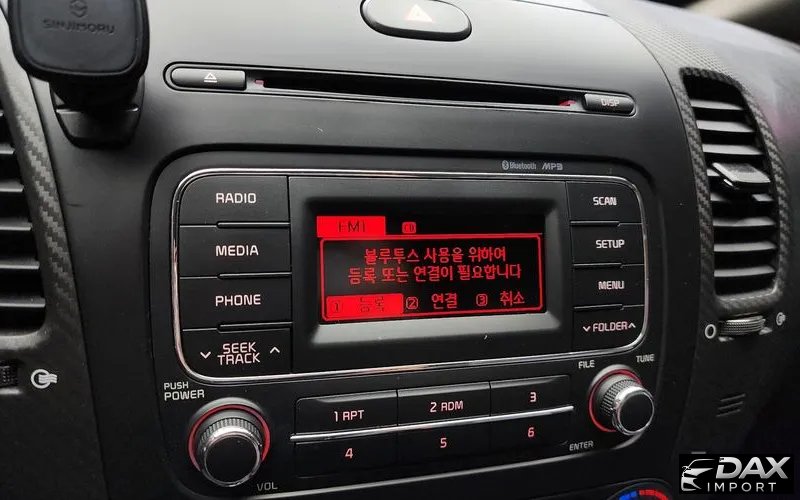 SINJIMORU
DISP
Bluetooth MP3
RADIO
MEDIA
PHONE
SEEK
TRACK
FM1
블루투스 사용을 위하여
등록 또는 연결이 필요합니다
1 등록 2 연결 3 취소
SCAN
SETUP
MENU
FOLDER
PUSH
POWER
VOL
1 RPT
2 RDM
3
4
5
6
FILE
TUNE
ENTER
DAX
IMPORT